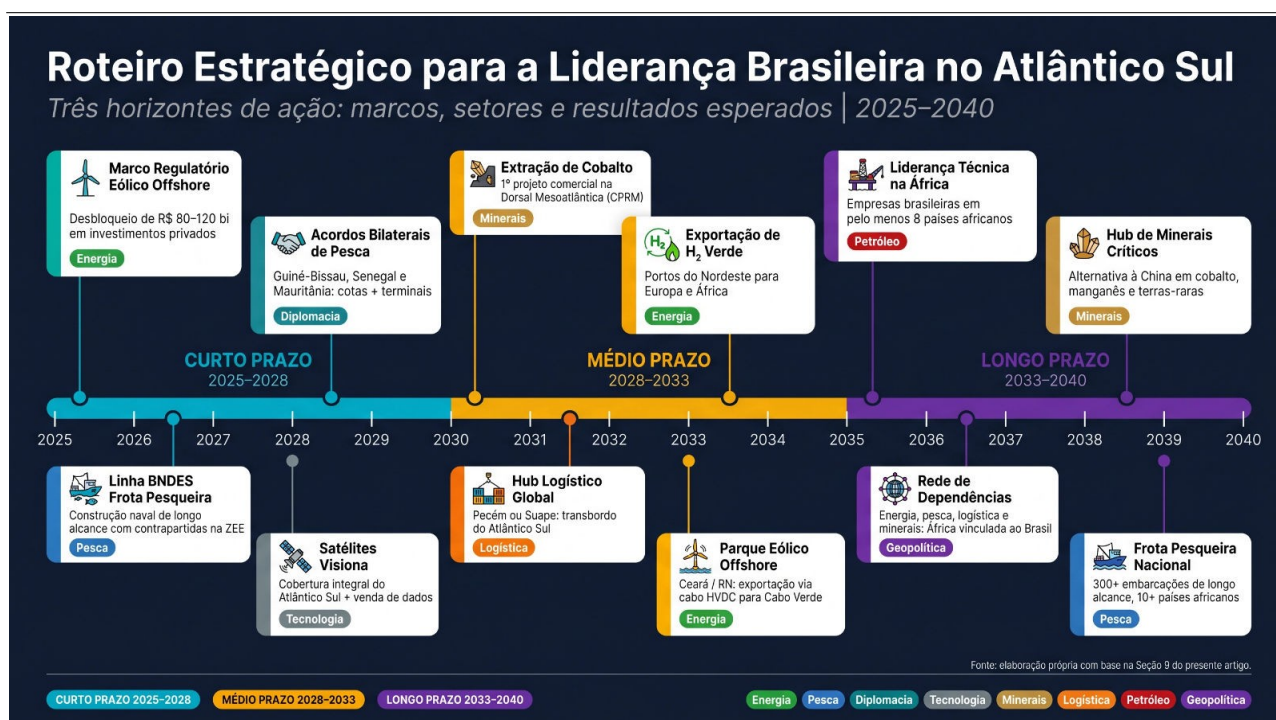 Roteiro Estratégico para a Liderança Brasileira no Atlântico Sul
Três horizontes de ação: marcos, setores e resultados esperados | 2025–2040
Marco Regulatório
Eólico Offshore
Desbloqueio de R$ 80–120 bi
em investimentos privados
Energia
Acordos Bilaterais
de Pesca
Guiné-Bissau, Senegal e
Mauritânia: cotas + terminais
Diplomacia
Extração de Cobalto
1º projeto comercial na
Dorsal Mesoatlântica (CPRM)
Minerais
H₂
Exportação de
H₂ Verde
Portos do Nordeste para
Europa e África
Energia
Liderança Técnica
na África
Empresas brasileiras em
pelo menos 8 países africanos
Petróleo
Hub de Minerais
Críticos
Alternativa à China em cobalto,
manganês e terras-raras
Minerais
CURTO PRAZO
2025–2028
MÉDIO PRAZO
2028–2033
LONGO PRAZO
2033–2040
2025 2026 2027 2028 2029 2030 2031 2032 2033 2034 2035 2036 2037 2038 2039 2040
Linha BNDES
Frota Pesqueira
Construção naval de longo
alcance com contrapartidas na ZEE
Pesca
Satélites
Visiona
Cobertura integral do
Atlântico Sul + venda de dados
Tecnologia
Hub Logístico
Global
Pecém ou Suape: transbordo
do Atlântico Sul
Logística
Parque Eólico
Offshore
Ceará / RN: exportação via
cabo HVDC para Cabo Verde
Energia
Rede de
Dependências
Energia, pesca, logística e
minerais: África vinculada ao Brasil
Geopolítica
Frota Pesqueira
Nacional
300+ embarcações de longo
alcance, 10+ países africanos
Pesca
Fonte: elaboração própria com base na Seção 9 do presente artigo.
CURTO PRAZO 2025–2028 MÉDIO PRAZO 2028–2033 LONGO PRAZO 2033–2040 Energia Pesca Diplomacia Tecnologia Minerais Logística Petróleo Geopolítica